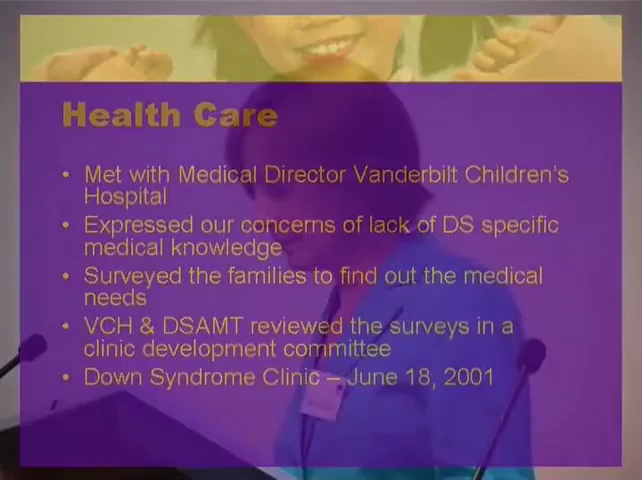 Health Care
• Met with Medical Director Vanderbilt Children's
Hospital
• Expressed our concerns of lack of DS specific
medical knowledge
• Surveyed the families to find out the medical
needs
• VCH & DSAMT reviewed the surveys in a
clinic development committee
• Down Syndrome Clinic – June 18, 2001